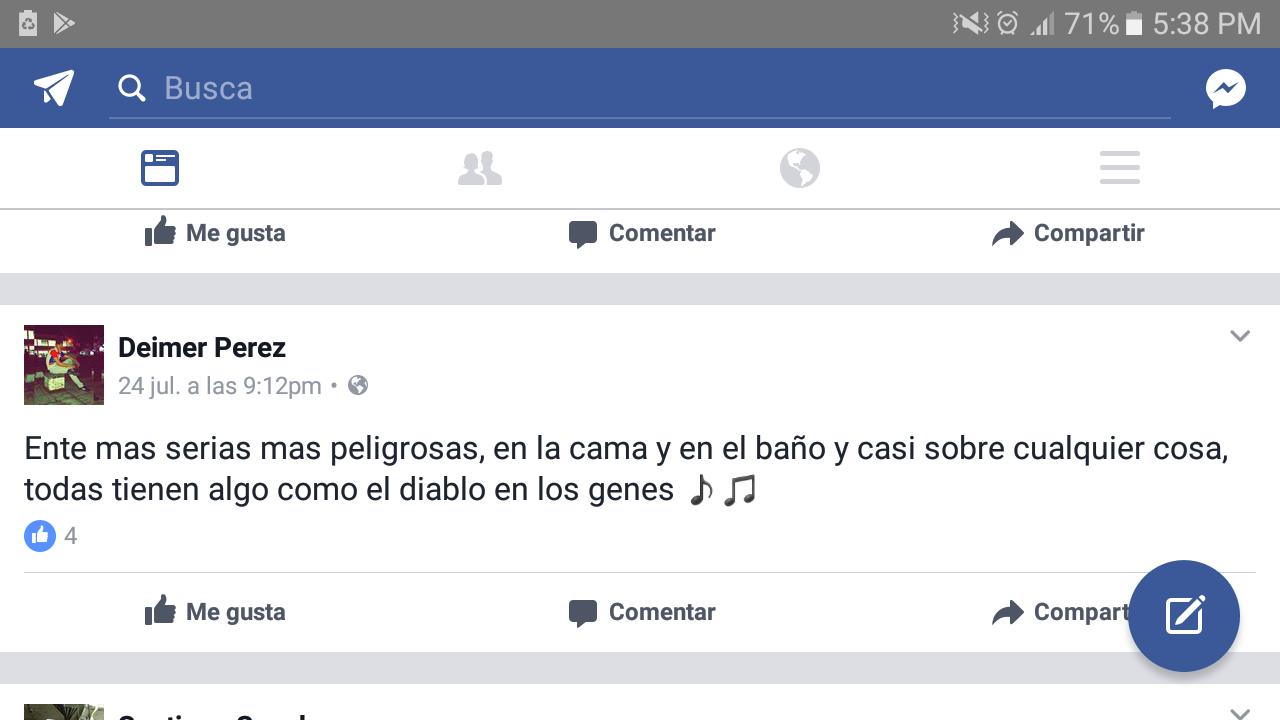 71% 5:38 PM
Busca
Me gusta Comentar Compartir
Deimer Perez
24 jul. a las 9:12pm •
Ente mas serias mas peligrosas, en la cama y en el baño y casi sobre cualquier cosa,
todas tienen algo como el diablo en los genes 🎵🎶
4
Me gusta Comentar Compart